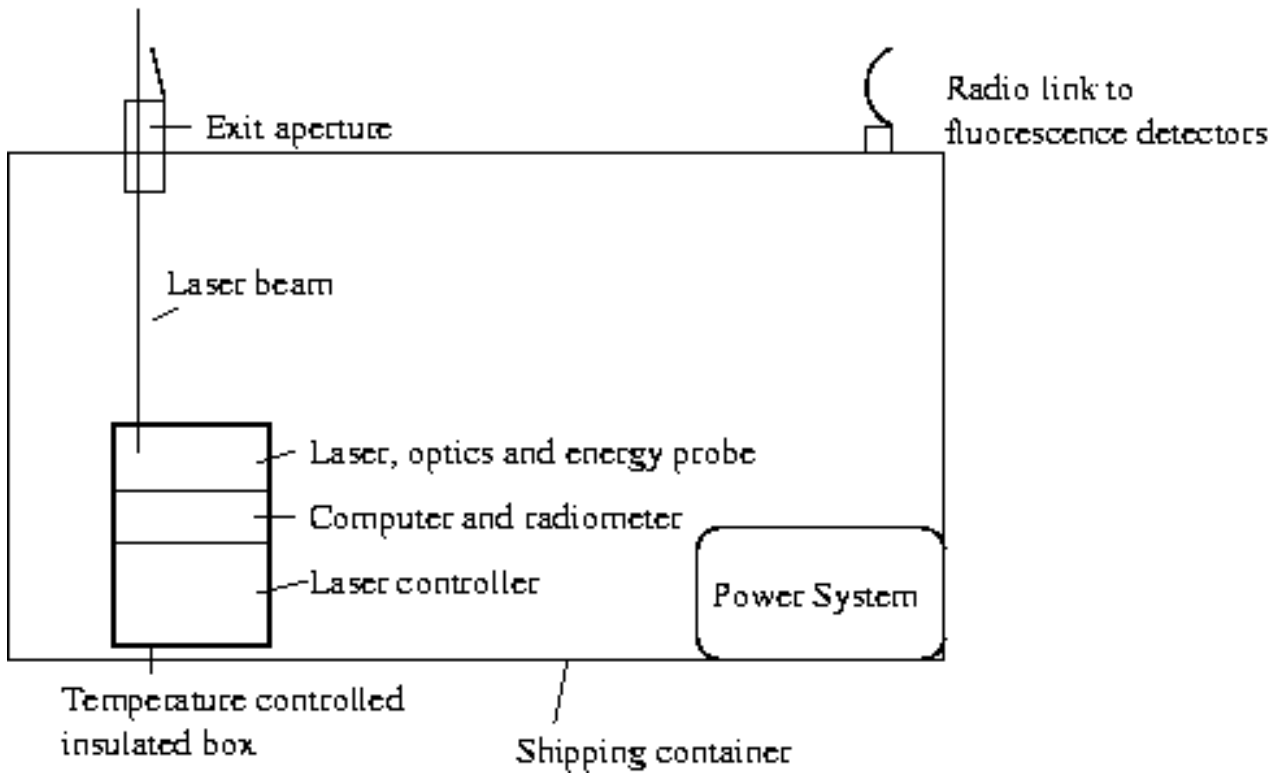 Radio link to
fluorescence detectors
Exit aperture
Laser beam
Laser, optics and energy probe
Computer and radiometer
Laser controller
Power System
Temperature controlled
insulated box
Shipping container